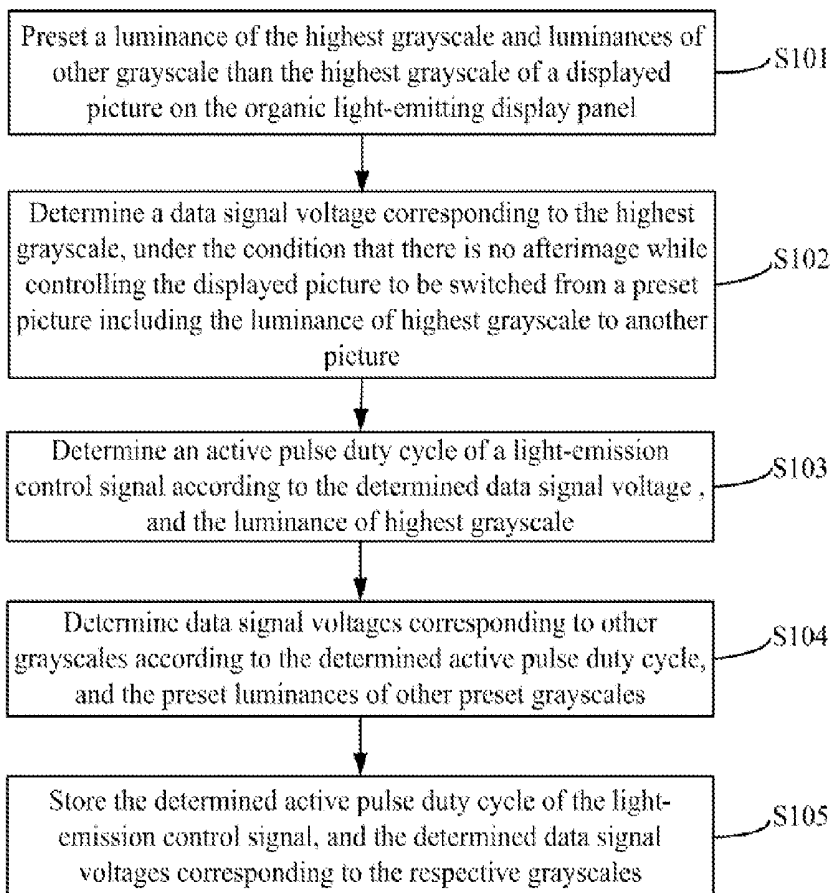 Preset a luminance of the highest grayscale and luminances of
other grayscale than the highest grayscale of a displayed
picture on the organic light-emitting display panel
S101
Determine a data signal voltage corresponding to the highest
grayscale, under the condition that there is no afterimage while
controlling the displayed picture to be switched from a preset
picture including the luminance of highest grayscale to another
picture
S102
Determine an active pulse duty cycle of a light-emission
control signal according to the determined data signal voltage ,
and the luminance of highest grayscale
S103
Determine data signal voltages corresponding to other
grayscales according to the determined active pulse duty cycle,
and the preset luminances of other preset grayscales
S104
Store the determined active pulse duty cycle of the light-
emission control signal, and the determined data signal
voltages corresponding to the respective grayscales
S105